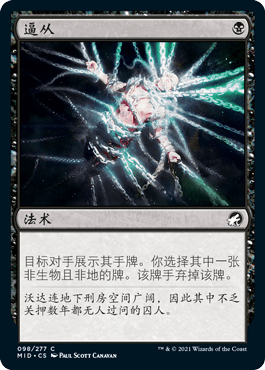 逼从
法术
目标对手展示其手牌。你选择其中一张
非生物且非地的牌。该牌手弃掉该牌。
沃达连地下刑房空间广阔，因此其中不乏
关押数年都无人过问的囚人。
098/277 C
MID • CS PAUL SCOTT CANAVAN
™ & © 2021 Wizards of the Coast